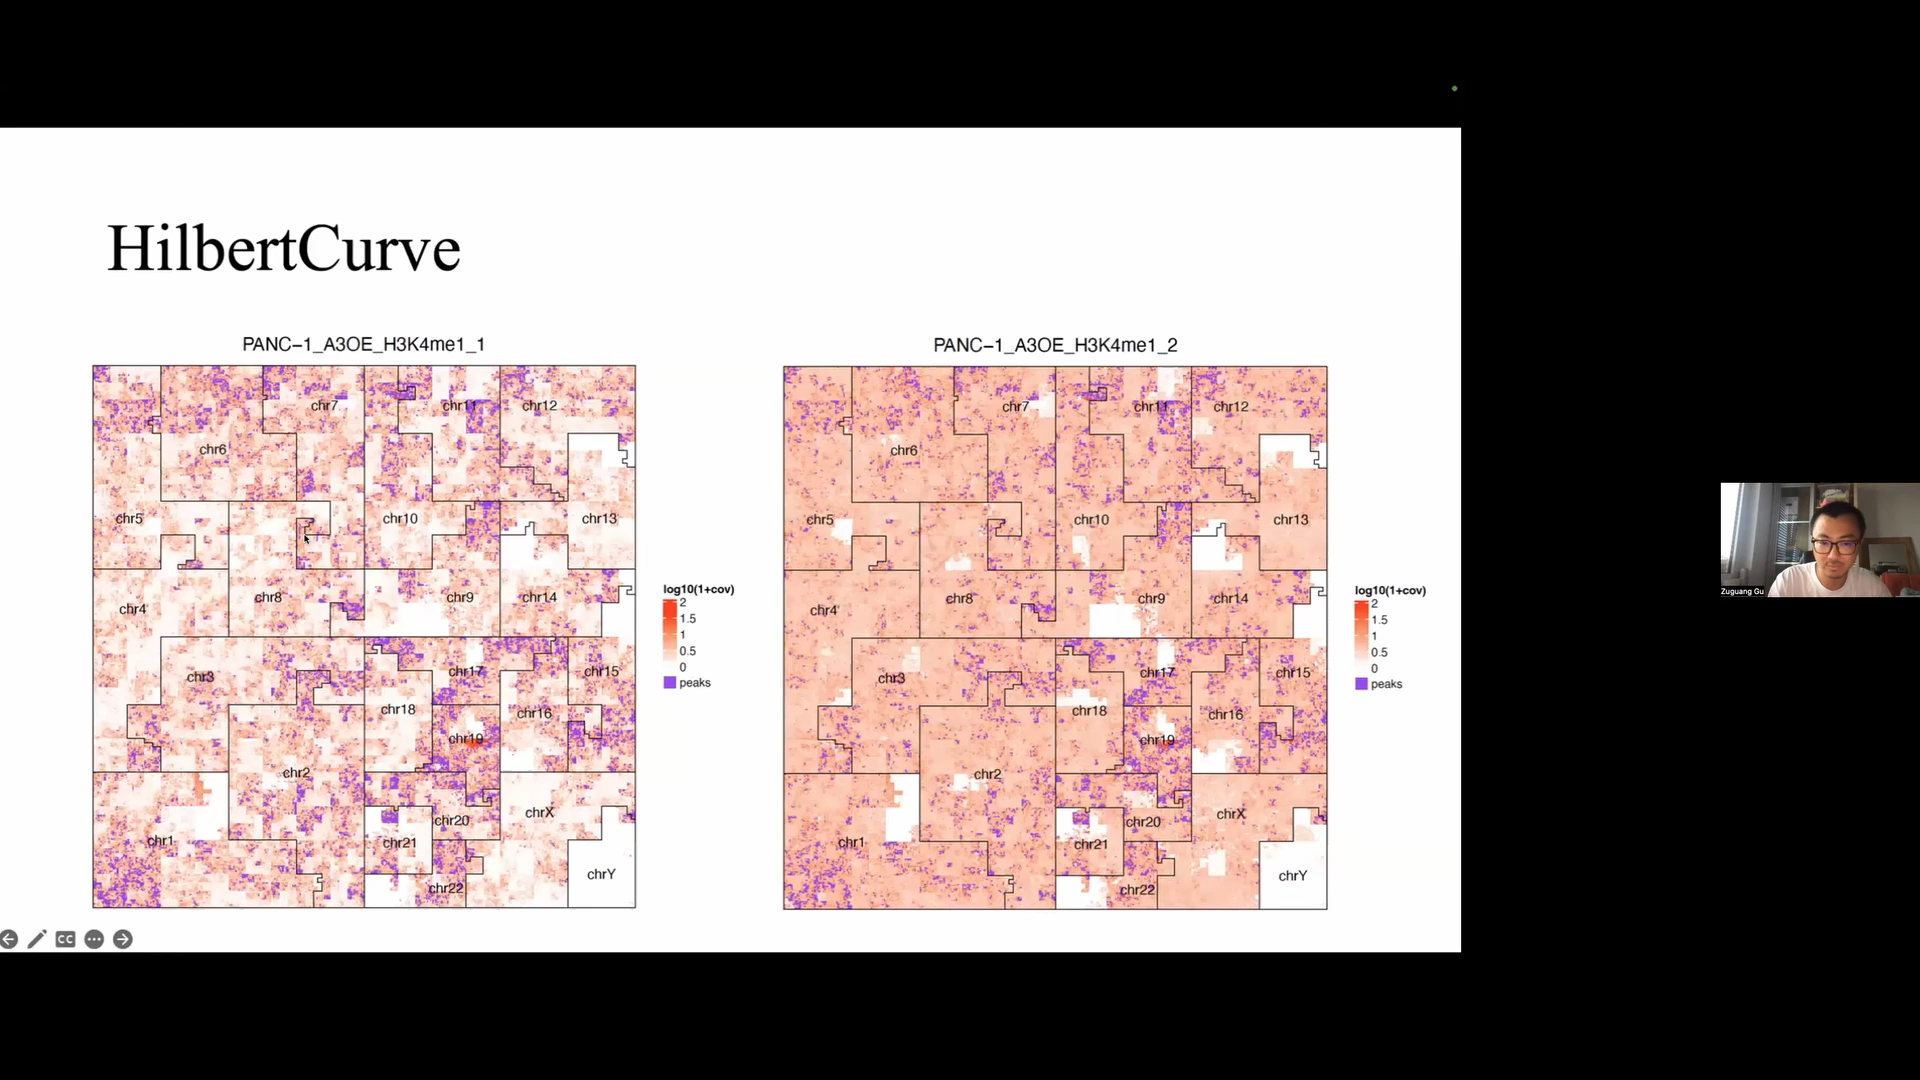 HilbertCurve
PANC-1_A3OE_H3K4me1_1
chr7
chr11
chr12
chr6
chr5
chr10
chr13
chr4
chr8
chr9
chr14
chr3
chr17
chr15
chr18
chr16
chr19
chr2
chrX
chr1
chr20
chr21
chr22
chrY
log10(1+cov)
2
1.5
1
0.5
0
peaks
PANC-1_A3OE_H3K4me1_2
chr7
chr11
chr12
chr6
chr5
chr10
chr13
chr4
chr8
chr9
chr14
chr3
chr17
chr15
chr18
chr16
chr19
chr2
chrX
chr1
chr20
chr21
chr22
chrY
log10(1+cov)
2
1.5
1
0.5
0
peaks
CC
Zuguang Gu